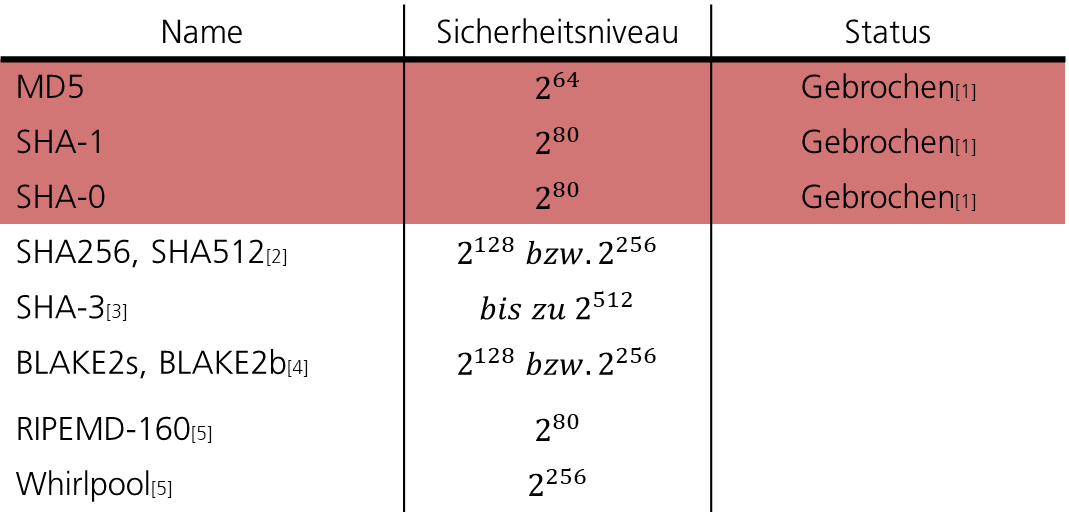 Name Sicherheitsniveau Status
MD5 2^64 Gebrochen[1]
SHA-1 2^80 Gebrochen[1]
SHA-0 2^80 Gebrochen[1]
SHA256, SHA512[2] 2^128 bzw. 2^256
SHA-3[3] bis zu 2^512
BLAKE2s, BLAKE2b[4] 2^128 bzw. 2^256
RIPEMD-160[5] 2^80
Whirlpool[5] 2^256